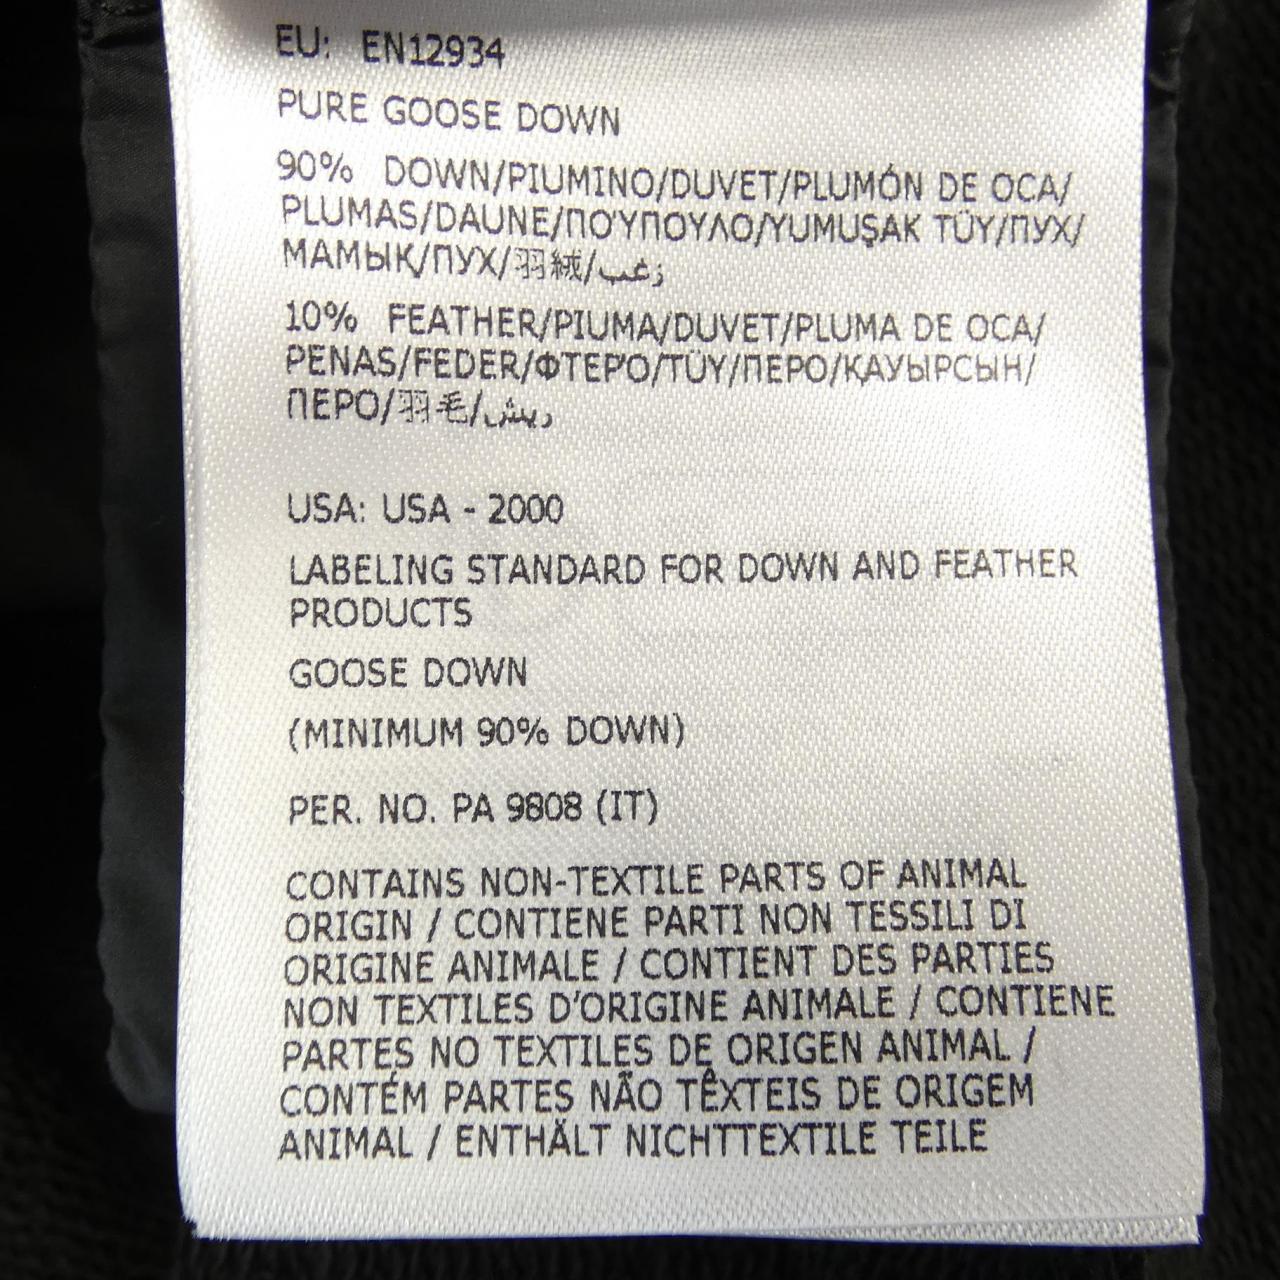 EU: EN12934
PURE GOOSE DOWN
90% DOWN/PIUMINO/DUVET/PLUMÓN DE OCA/
PLUMAS/DAUNE/ΠΟΎΠΟΥΛΟ/YUMUŞAK TÜY/ПУХ/
МАМЫҚ/ПУХ/羽絨/زغب
10% FEATHER/PIUMA/DUVET/PLUMA DE OCA/
PENAS/FEDER/ΦΤΕΡΌ/TÜY/ПЕРО/ҚАУЫРСЫН/
ПЕРО/羽毛/ريش
USA: USA - 2000
LABELING STANDARD FOR DOWN AND FEATHER
PRODUCTS
GOOSE DOWN
(MINIMUM 90% DOWN)
PER. NO. PA 9808 (IT)
CONTAINS NON-TEXTILE PARTS OF ANIMAL
ORIGIN / CONTIENE PARTI NON TESSILI DI
ORIGINE ANIMALE / CONTIENT DES PARTIES
NON TEXTILES D'ORIGINE ANIMALE / CONTIENE
PARTES NO TEXTILES DE ORIGEN ANIMAL /
CONTÉM PARTES NÃO TÊXTEIS DE ORIGEM
ANIMAL / ENTHÄLT NICHTTEXTILE TEILE